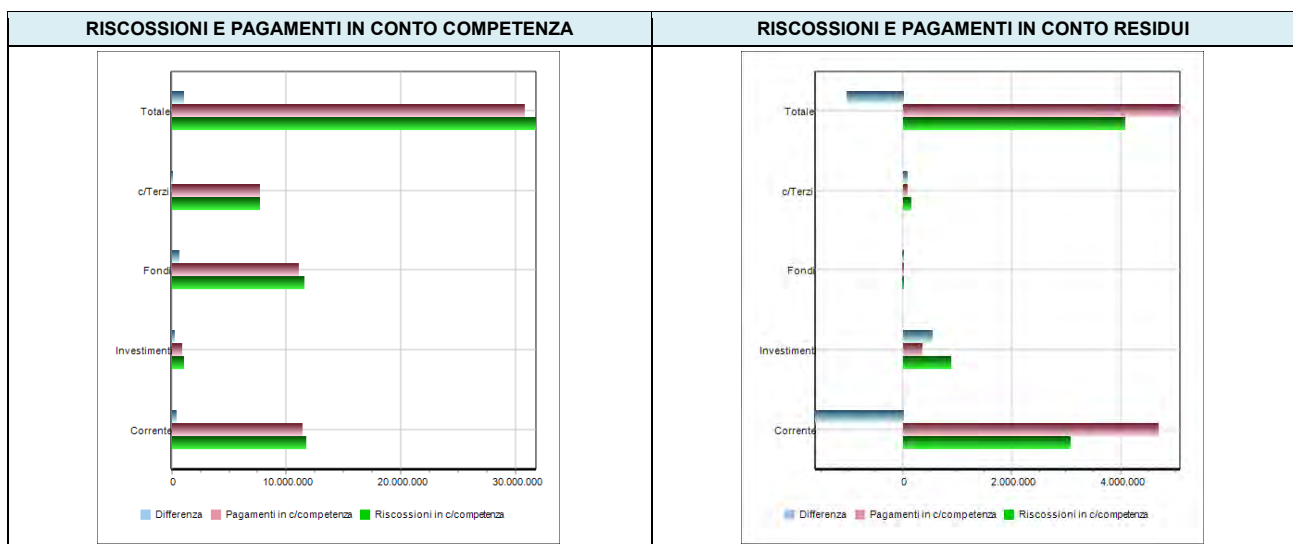 RISCOSSIONI E PAGAMENTI IN CONTO COMPETENZA
Totale
c/Terzi
Fondi
Investimenti
Corrente
0 10.000.000 20.000.000 30.000.000
Differenza Pagamenti in c/competenza Riscossioni in c/competenza
RISCOSSIONI E PAGAMENTI IN CONTO RESIDUI
Totale
c/Terzi
Fondi
Investimenti
Corrente
0 2.000.000 4.000.000
Differenza Pagamenti in c/competenza Riscossioni in c/competenza